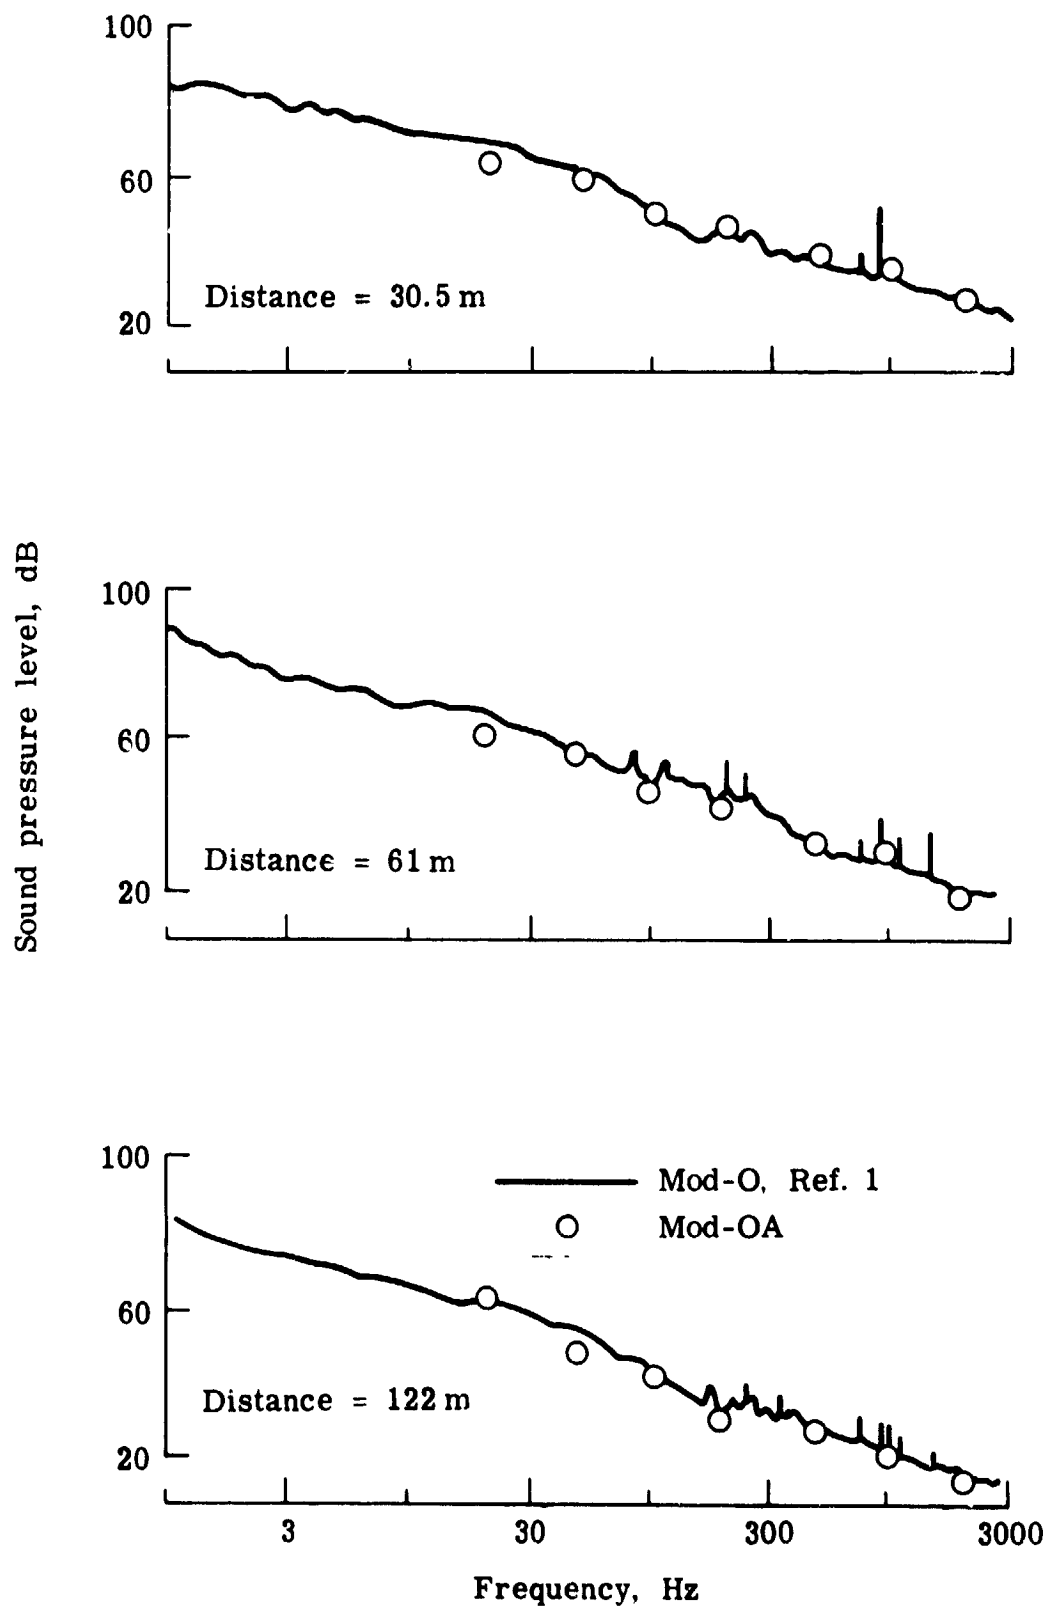 100
60
20
Distance = 30.5 m
Sound pressure level, dB
100
60
20
Distance = 61 m
100
60
20
Mod-O, Ref. 1
Mod-OA
Distance = 122 m
3 30 300 3000
Frequency, Hz